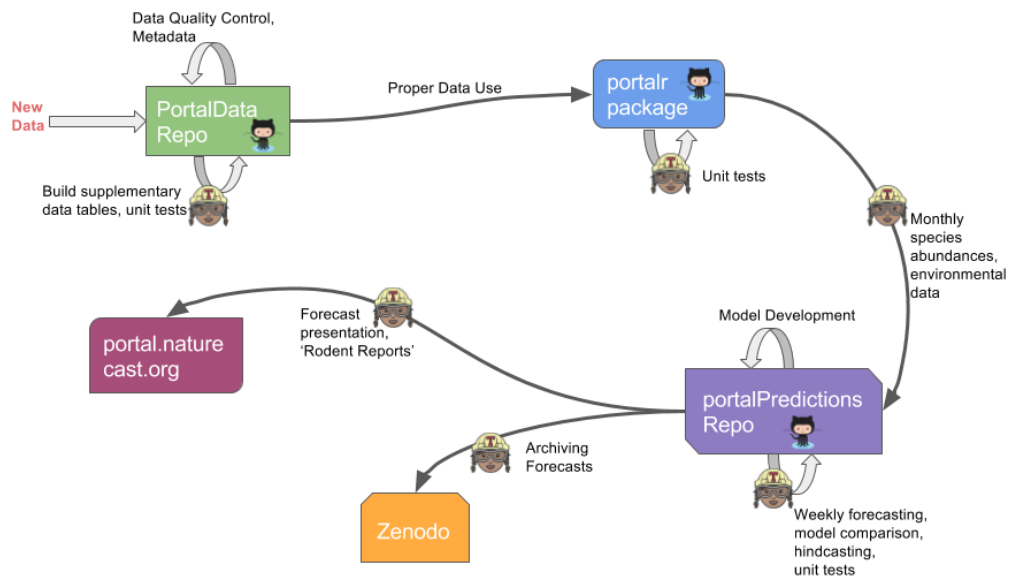 Data Quality Control,
Metadata
New
Data
PortalData
Repo
Build supplementary
data tables, unit tests
Proper Data Use
portalr
package
Unit tests
Monthly
species
abundances,
environmental
data
Model Development
portalPredictions
Repo
Weekly forecasting,
model comparison,
hindcasting,
unit tests
Forecast
presentation,
‘Rodent Reports’
portal.nature
cast.org
Archiving
Forecasts
Zenodo
T
T
T
T
T
T